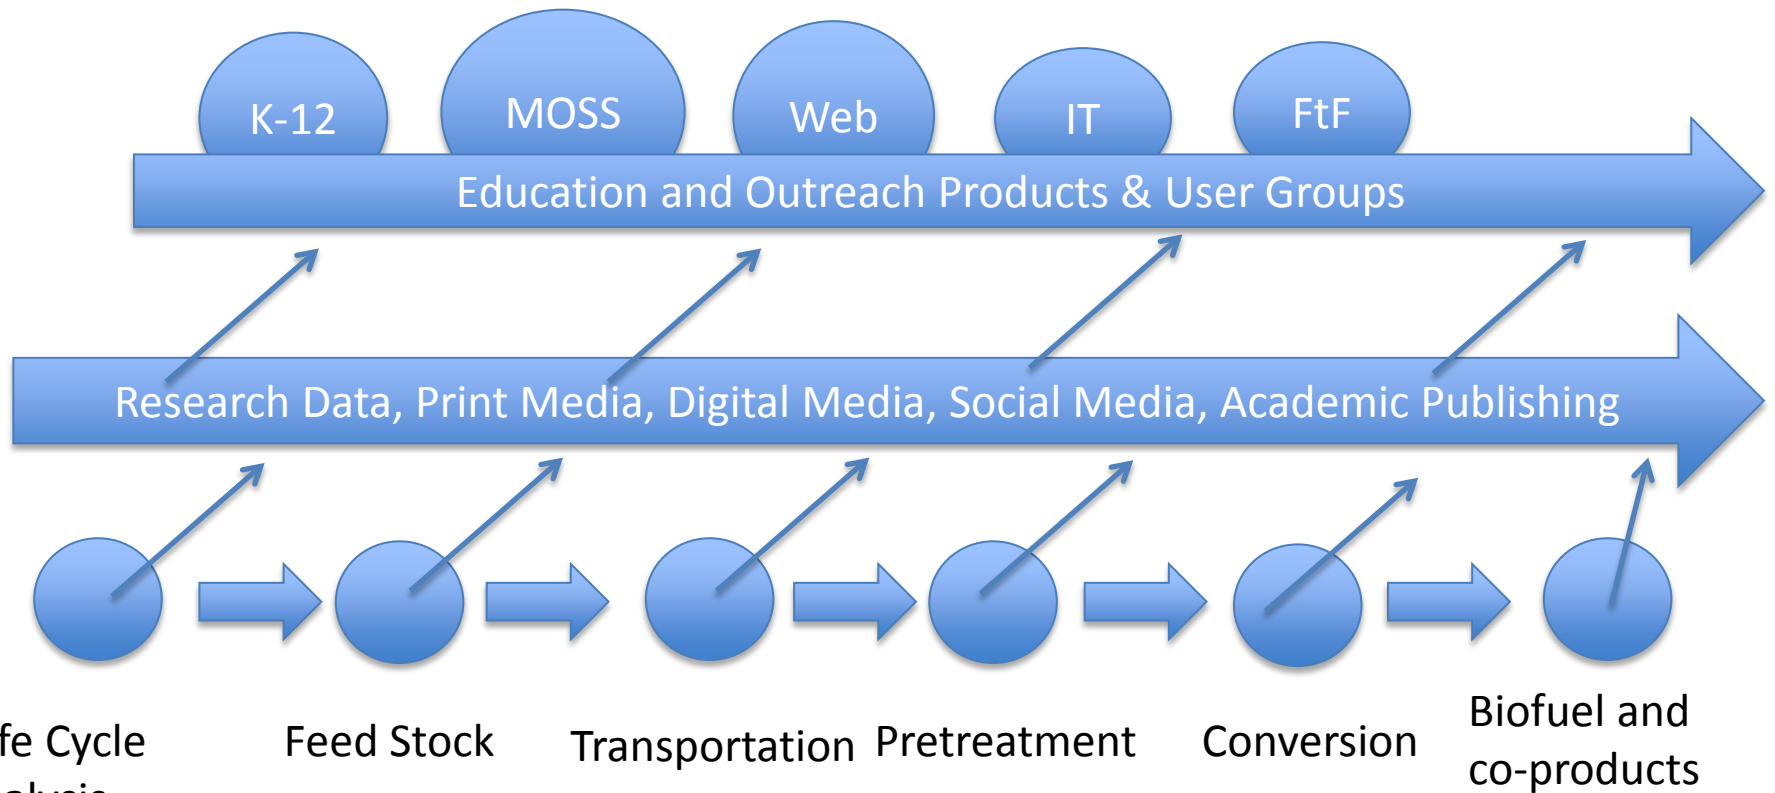 K-12
MOSS
Web
IT
FtF
Education and Outreach Products & User Groups
Research Data, Print Media, Digital Media, Social Media, Academic Publishing
fe Cycle
Feed Stock
Transportation
Pretreatment
Conversion
Biofuel and
co-products